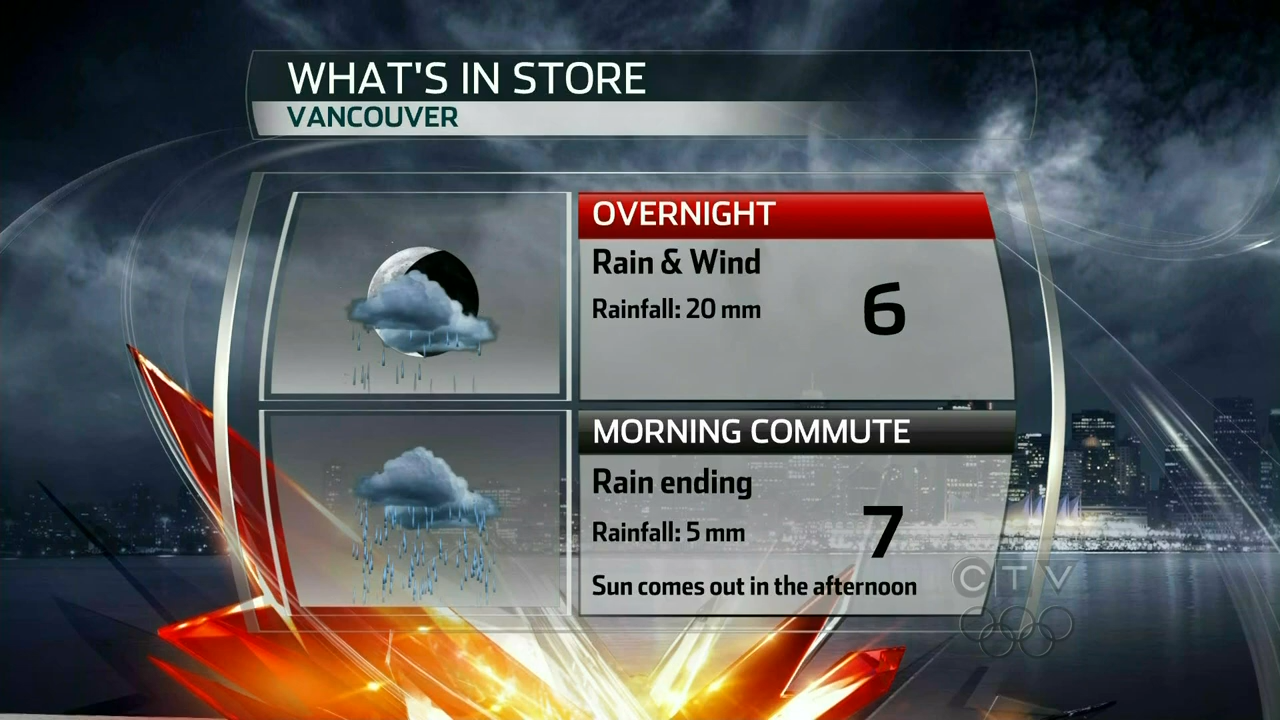 WHAT'S IN STORE
VANCOUVER
OVERNIGHT
Rain & Wind
Rainfall: 20 mm
6
MORNING COMMUTE
Rain ending
Rainfall: 5 mm
7
Sun comes out in the afternoon
CTV